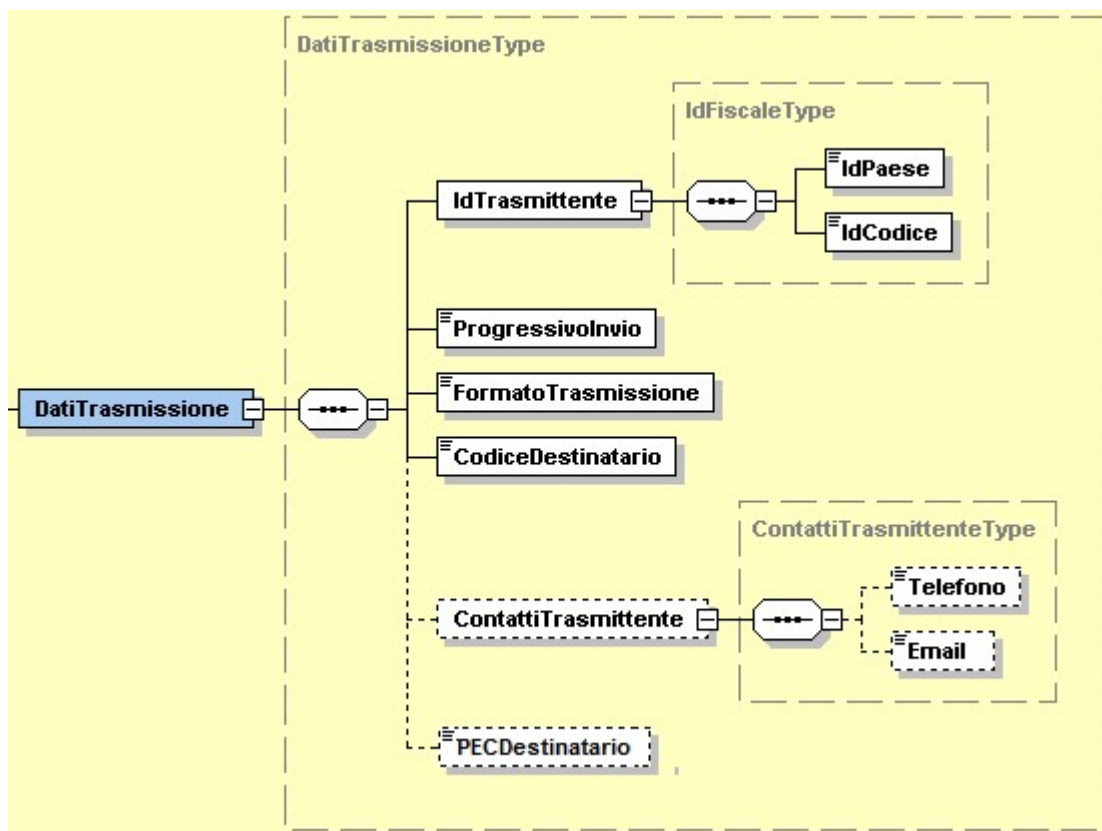 DatiTrasmissioneType
IdFiscaleType
IdPaese
IdTrasmittente
IdCodice
ProgressivoInvio
FormatoTrasmissione
DatiTrasmissione
CodiceDestinatario
ContattiTrasmittenteType
Telefono
ContattiTrasmittente
Email
PECDestinatario